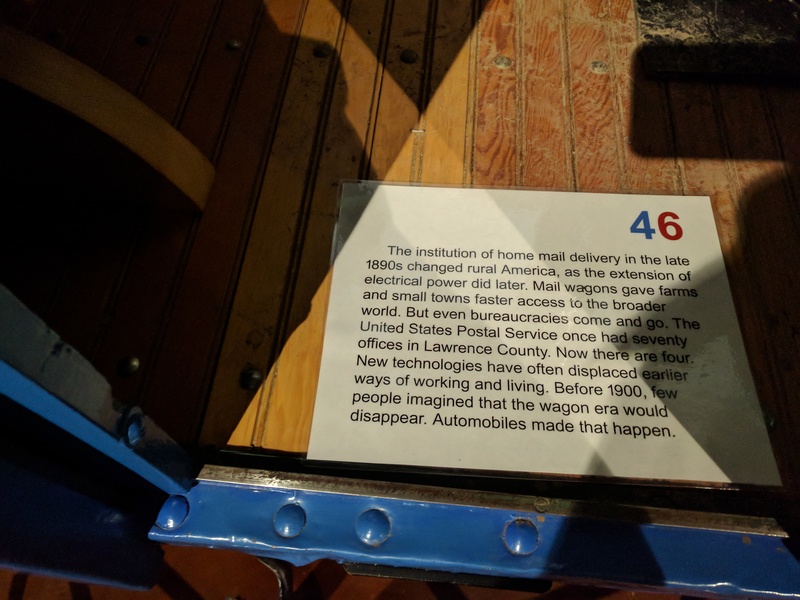 46
The institution of home mail delivery in the late
1890s changed rural America, as the extension of
electrical power did later. Mail wagons gave farms
and small towns faster access to the broader
world. But even bureaucracies come and go. The
United States Postal Service once had seventy
offices in Lawrence County. Now there are four.
New technologies have often displaced earlier
ways of working and living. Before 1900, few
people imagined that the wagon era would
disappear. Automobiles made that happen.